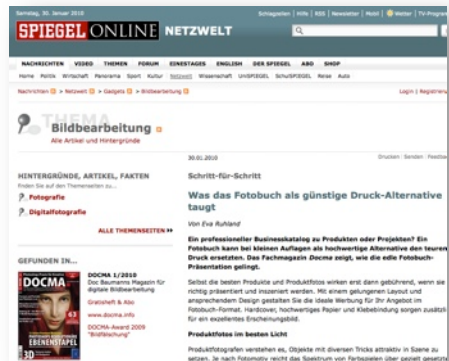 Samstag, 30. Januar 2010
Schlagzeilen | Hilfe | RSS | Newsletter | Mobil | Wetter | TV-Program
SPIEGEL ONLINE NETZWELT
NACHRICHTEN VIDEO THEMEN FORUM EINESTAGES ENGLISH DER SPIEGEL ABO SHOP
Home Politik Wirtschaft Panorama Sport Kultur Netzwelt Wissenschaft UniSPIEGEL SchulSPIEGEL Reise Auto
Nachrichten > Netzwelt > Gadgets > Bildbearbeitung
Login | Registrieru
THEMA
Bildbearbeitung
Alle Artikel und Hintergründe
HINTERGRÜNDE, ARTIKEL, FAKTEN
Finden Sie auf den Themenseiten zu...
Fotografie
Digitalfotografie
ALLE THEMENSEITEN
GEFUNDEN IN...
DOCMA
63
EBENENSTAPEL
3D
DOCMA 1/2010
Doc Baumanns Magazin für
digitale Bildbearbeitung
Gratisheft & Abo
www.docma.info
DOCMA-Award 2009
"Bildfälschung"
30.01.2010
Drucken | Senden | Feedba
Schritt-für-Schritt
Was das Fotobuch als günstige Druck-Alternative
taugt
Von Eva Ruhland
Ein professioneller Businesskatalog zu Produkten oder Projekten? Ein
Fotobuch kann bei kleinen Auflagen als hochwertige Alternative den teuren
Druck ersetzten. Das Fachmagazin Docma zeigt, wie die edle Fotobuch-
Präsentation gelingt.
Selbst die besten Produkte und Produktfotos wirken erst dann gebührend, wenn sie
richtig präsentiert und inszeniert werden. Mit einem gelungenen Layout und
ansprechendem Design gestalten Sie die ideale Werbung für Ihr Angebot im
Fotobuch-Format. Hardcover, hochwertiges Papier und Klebebindung sorgen zusätzli
für ein exzellentes Erscheinungsbild.
Produktfotos im besten Licht
Produktfotografen verstehen es, Objekte mit diversen Tricks attraktiv in Szene zu
setzen. Je nach Fotomotiv reicht das Spektrum von Farbspielen über gezielt gesetzte